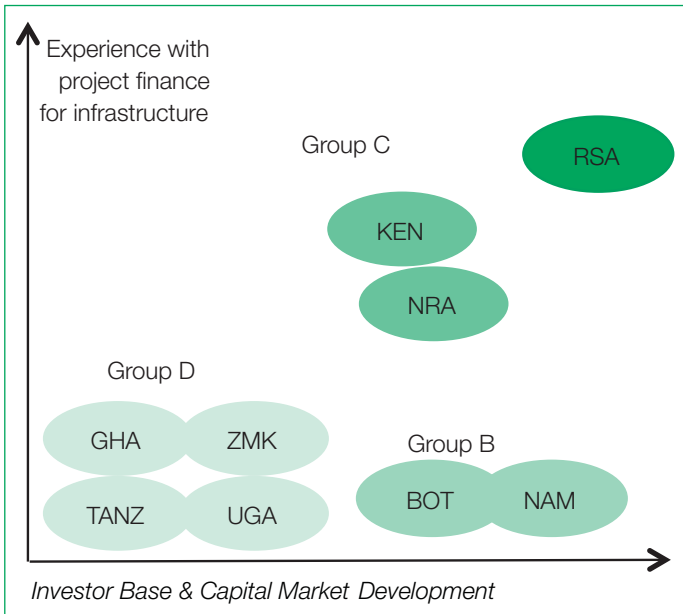 Experience with
project finance
for infrastructure
Group C
RSA
KEN
NRA
Group D
GHA
ZMK
Group B
TANZ
UGA
BOT
NAM
Investor Base & Capital Market Development